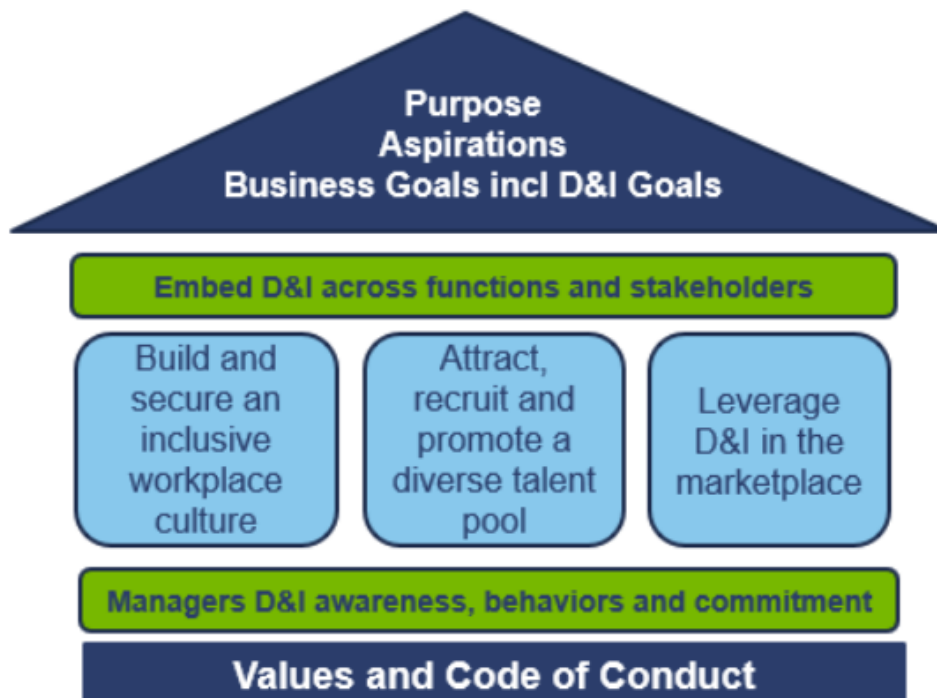 Purpose
Aspirations
Business Goals incl D&I Goals
Embed D&I across functions and stakeholders
Build and
secure an
inclusive
workplace
culture
Attract,
recruit and
promote a
diverse talent
pool
Leverage
D&I in the
marketplace
Managers D&I awareness, behaviors and commitment
Values and Code of Conduct